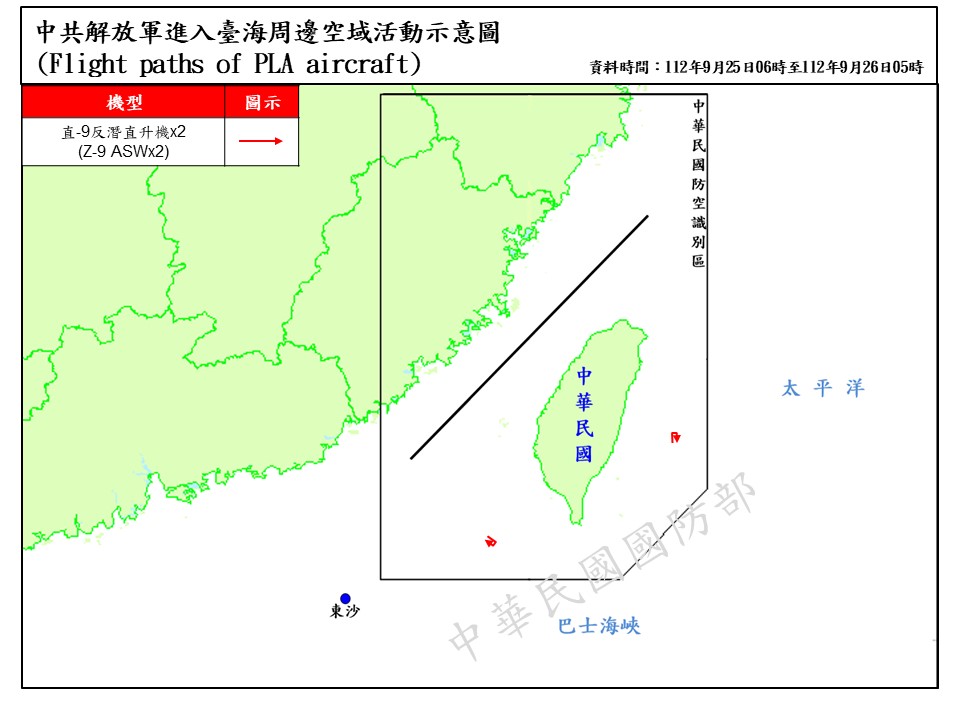 中共解放軍進入臺海周邊空域活動示意圖
(Flight paths of PLA aircraft)
資料時間：112年9月25日06時至112年9月26日05時
機型
圖示
直-9反潛直升機x2
(Z-9 ASWx2)
中華民國防空識別區
中華民國
太平洋
東沙
巴士海峽
中華民國國防部